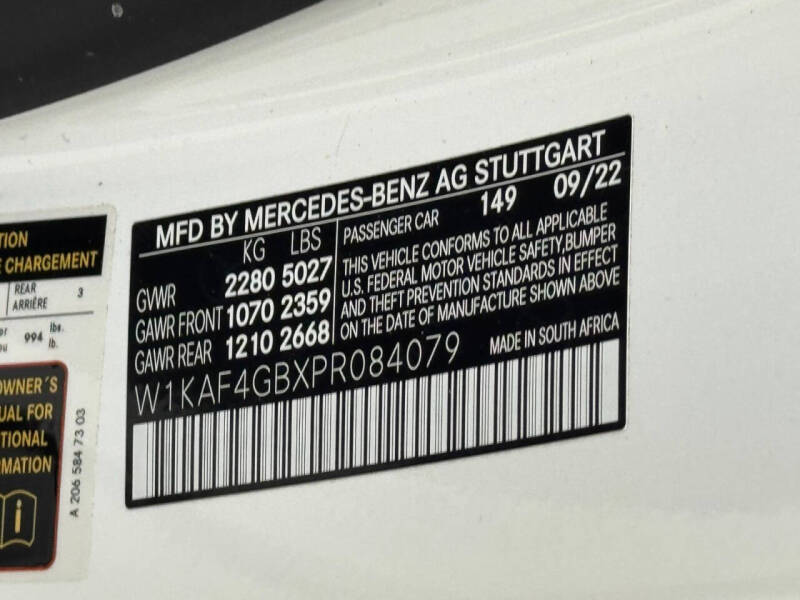 MFD BY MERCEDES-BENZ AG STUTTGART
KG LBS
GVWR 2280 5027
GAWR FRONT 1070 2359
GAWR REAR 1210 2668
PASSENGER CAR 149 09/22
THIS VEHICLE CONFORMS TO ALL APPLICABLE
U.S. FEDERAL MOTOR VEHICLE SAFETY,BUMPER
AND THEFT PREVENTION STANDARDS IN EFFECT
ON THE DATE OF MANUFACTURE SHOWN ABOVE
W1KAF4GBXPR084079
MADE IN SOUTH AFRICA
TION
E CHARGEMENT
REAR 3
ARRIÈRE
994 lbs.
lb.
OWNER´S
UAL FOR
TIONAL
RMATION
i
A 206 584 73 03